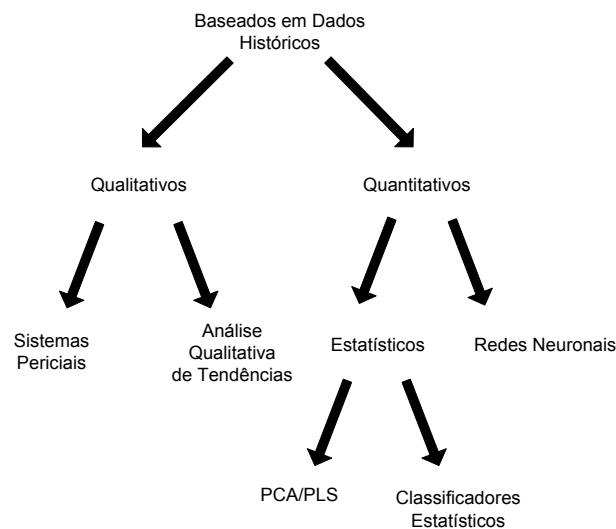 Baseados em Dados
Históricos
Qualitativos
Quantitativos
Sistemas
Periciais
Análise
Qualitativa
de Tendências
Estatísticos
Redes Neuronais
PCA/PLS
Classificadores
Estatísticos